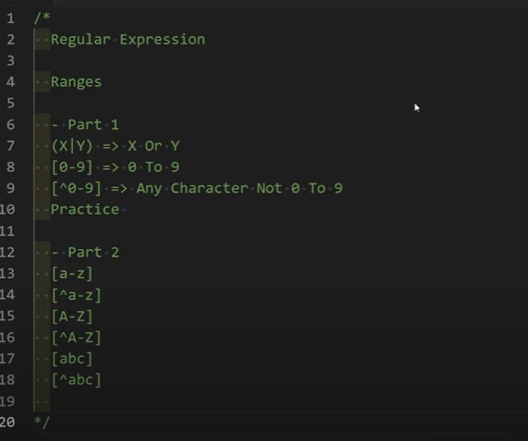 1 /*
2 Regular Expression
3
4 Ranges
5
6 - Part 1
7 (X|Y) => X Or Y
8 [0-9] => 0 To 9
9 [^0-9] => Any Character Not 0 To 9
10 Practice
11
12 - Part 2
13 [a-z]
14 [^a-z]
15 [A-Z]
16 [^A-Z]
17 [abc]
18 [^abc]
19
20 */